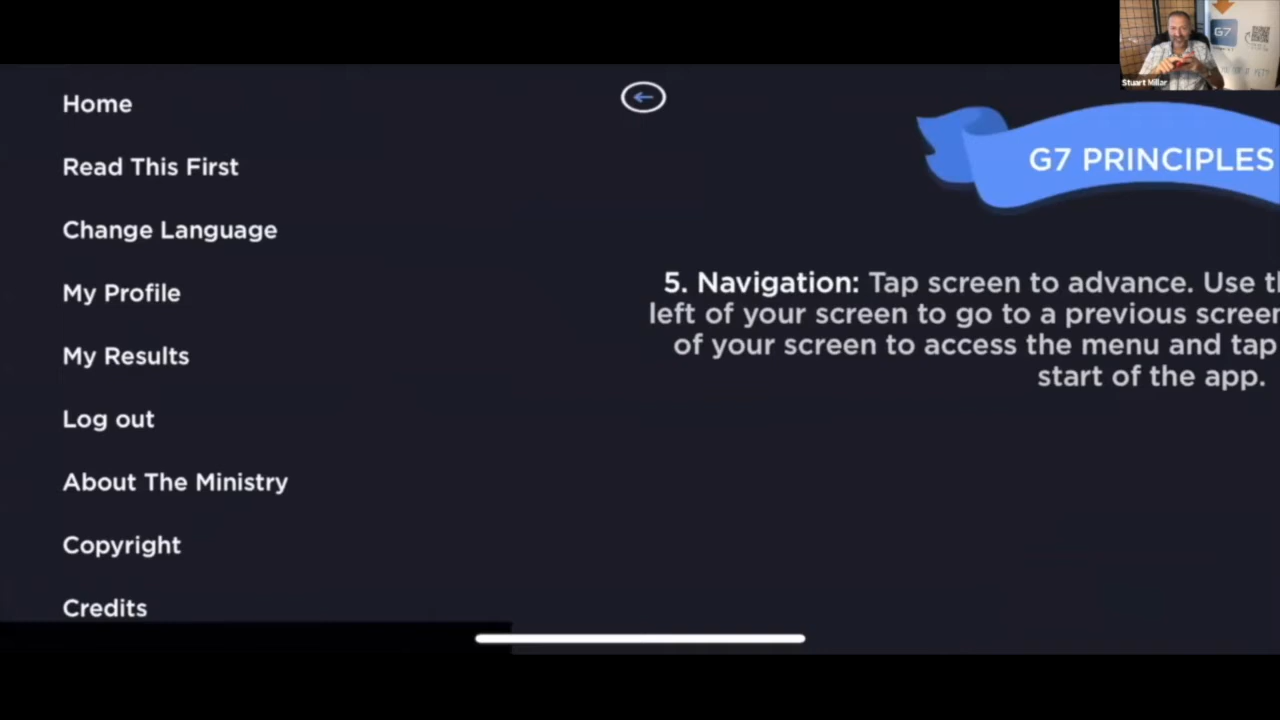 Home
Read This First
Change Language
My Profile
My Results
Log out
About The Ministry
Copyright
Credits
G7 PRINCIPLES
5. Navigation: Tap screen to advance. Use
left of your screen to go to a previous
of your screen to access the menu and tap
start of the app.
G7
Stuart Millar